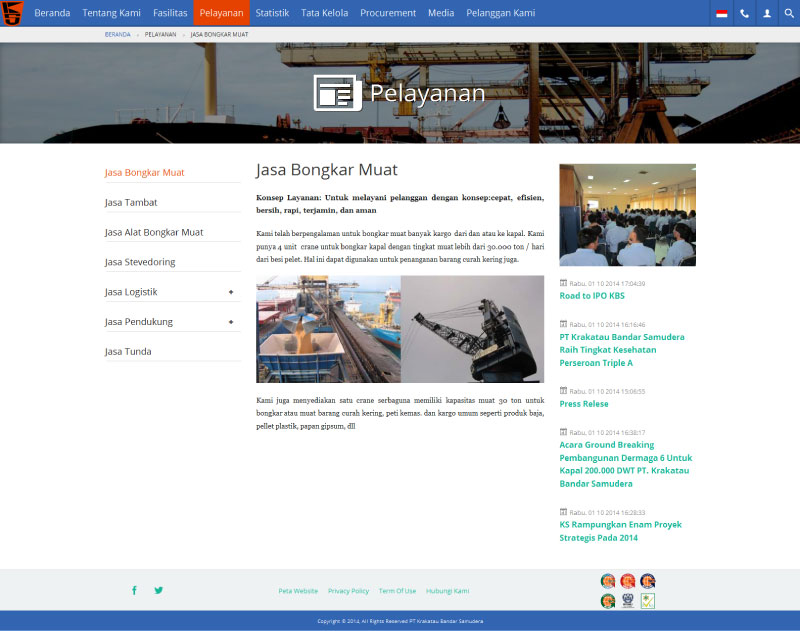 Beranda Tentang Kami Fasilitas Pelayanan Statistik Tata Kelola Procurement Media Pelanggan Kami
BERANDA PELAYANAN JASA BONGKAR MUAT
Pelayanan
Jasa Bongkar Muat
Jasa Tambat
Jasa Alat Bongkar Muat
Jasa Stevedoring
Jasa Logistik +
Jasa Pendukung +
Jasa Tunda
Jasa Bongkar Muat
Konsep Layanan: Untuk melayani pelanggan dengan konsep:cepat, efisien,
bersih, rapi, terjamin, dan aman
Kami telah berpengalaman untuk bongkar muat banyak kargo dari dan atau ke kapal. Kami
punya 4 unit crane untuk bongkar kapal dengan tingkat muat lebih dari 30.000 ton / hari
dari besi pelet. Hal ini dapat digunakan untuk penanganan barang curah kering juga.
Kami juga menyediakan satu crane serbaguna memiliki kapasitas muat 30 ton untuk
bongkar atau muat barang curah kering, peti kemas. dan kargo umum seperti produk baja,
pellet plastik, papan gipsum, dll
Rabu, 01 10 2014 17:04:39
Road to IPO KBS
Rabu, 01 10 2014 16:16:46
PT Krakatau Bandar Samudera
Raih Tingkat Kesehatan
Perseroan Triple A
Rabu, 01 10 2014 15:06:55
Press Relese
Rabu, 01 10 2014 16:38:17
Acara Ground Breaking
Pembangunan Dermaga 6 Untuk
Kapal 200.000 DWT PT. Krakatau
Bandar Samudera
Rabu, 01 10 2014 16:28:33
KS Rampungkan Enam Proyek
Strategis Pada 2014
Peta Website Privacy Policy Term Of Use Hubungi Kami
Copyright © 2014, All Rights Reserved PT Krakatau Bandar Samudera